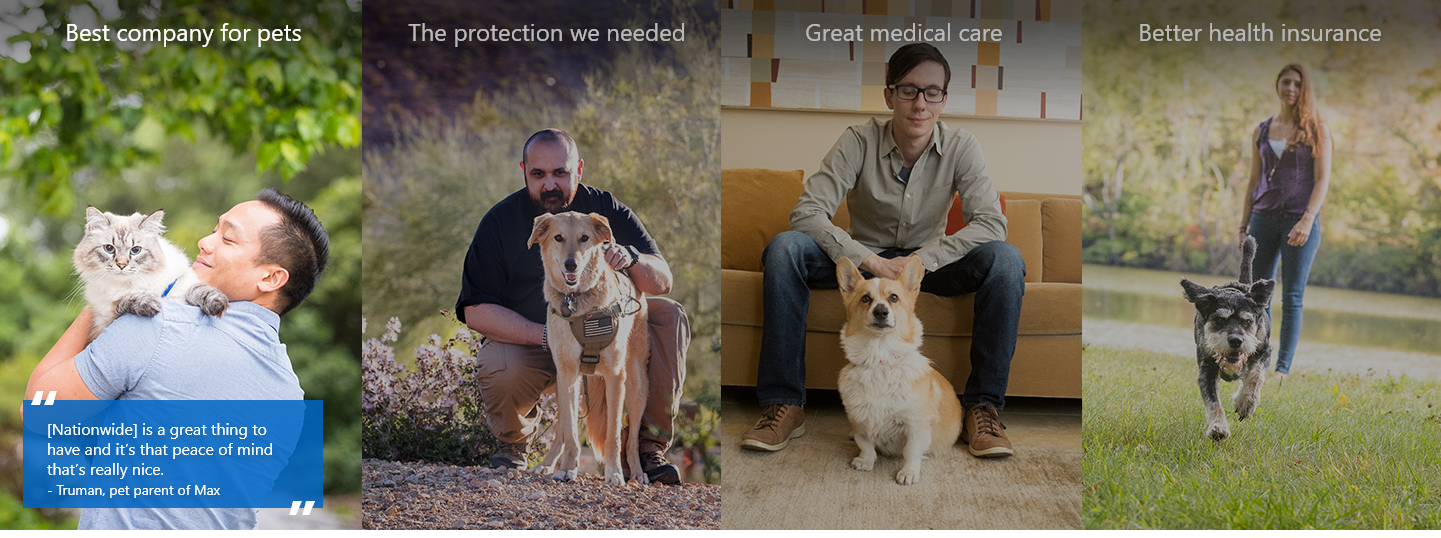 Best company for pets
The protection we needed
Great medical care
Better health insurance
[Nationwide] is a great thing to
have and it’s that peace of mind
that’s really nice.
- Truman, pet parent of Max